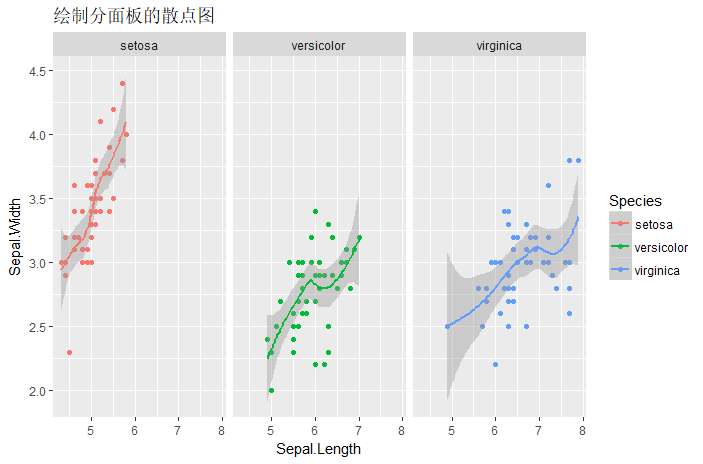 绘制分面板的散点图
setosa versicolor virginica
4.5
4.0
3.5
3.0
2.5
2.0
Sepal.Width
5 6 7 8 5 6 7 8 5 6 7 8
Sepal.Length
Species
setosa
versicolor
virginica